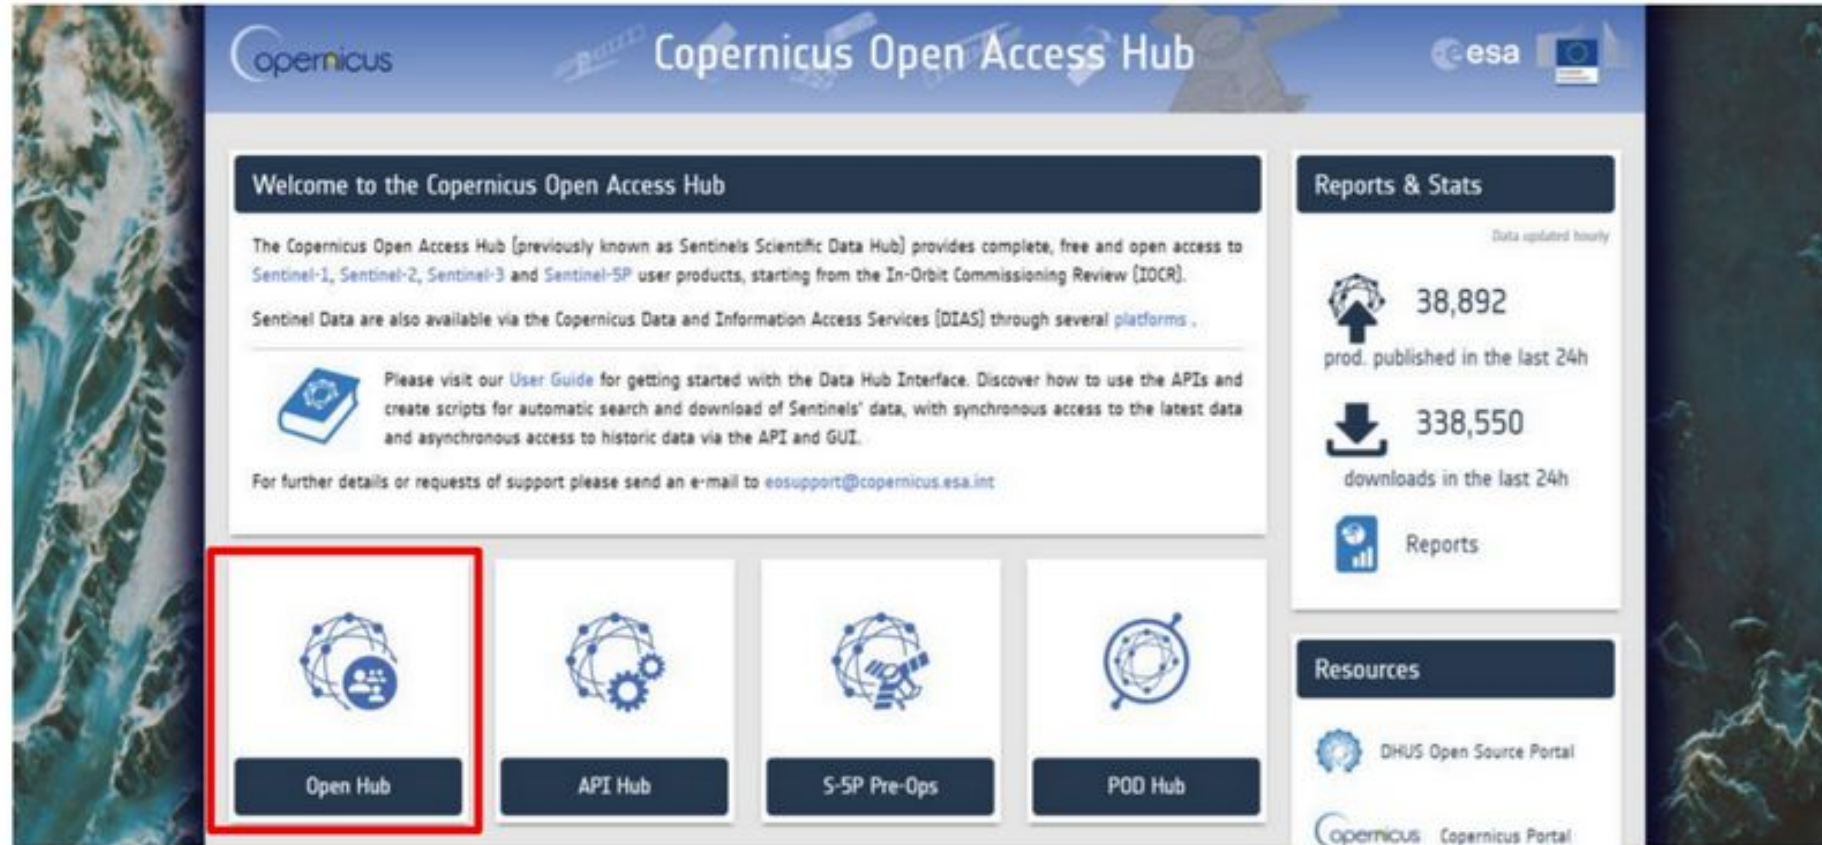 Copernicus
Copernicus Open Access Hub
esa
Welcome to the Copernicus Open Access Hub
The Copernicus Open Access Hub (previously known as Sentinels Scientific Data Hub) provides complete, free and open access to
Sentinel-1, Sentinel-2, Sentinel-3 and Sentinel-5P user products, starting from the In-Orbit Commissioning Review (IOCR).
Sentinel Data are also available via the Copernicus Data and Information Access Services (DIAS) through several platforms .
Please visit our User Guide for getting started with the Data Hub Interface. Discover how to use the APIs and
create scripts for automatic search and download of Sentinels' data, with synchronous access to the latest data
and asynchronous access to historic data via the API and GUI.
For further details or requests of support please send an e-mail to eosupport@copernicus.esa.int
Open Hub
API Hub
S-5P Pre-Ops
POD Hub
Reports & Stats
Data updated hourly
38,892
prod. published in the last 24h
338,550
downloads in the last 24h
Reports
Resources
DHUS Open Source Portal
Copernicus Copernicus Portal